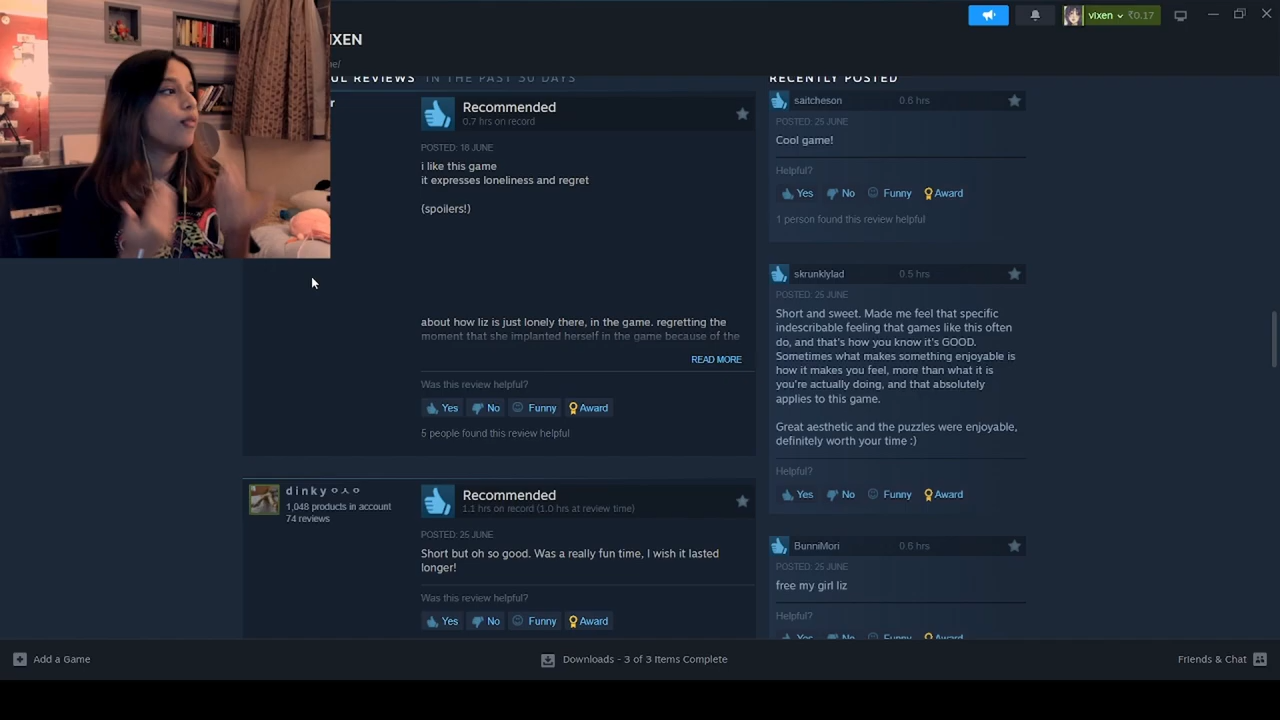 vixen ₹0.17
IXEN
el
UL REVIEWS IN THE PAST 30 DAYS
r
Recommended
0.7 hrs on record
POSTED: 18 JUNE
i like this game
it expresses loneliness and regret
(spoilers!)
about how liz is just lonely there, in the game. regretting the
moment that she implanted herself in the game because of the
READ MORE
Was this review helpful?
Yes No Funny Award
5 people found this review helpful
d i n k y ㅇㅅㅇ
1,048 products in account
74 reviews
Recommended
1.1 hrs on record (1.0 hrs at review time)
POSTED: 25 JUNE
Short but oh so good. Was a really fun time, I wish it lasted
longer!
Was this review helpful?
Yes No Funny Award
RECENTLY POSTED
saitcheson 0.6 hrs
POSTED: 25 JUNE
Cool game!
Helpful?
Yes No Funny Award
1 person found this review helpful
skrunklylad 0.5 hrs
POSTED: 25 JUNE
Short and sweet. Made me feel that specific
indescribable feeling that games like this often
do, and that's how you know it's GOOD.
Sometimes what makes something enjoyable is
how it makes you feel, more than what it is
you're actually doing, and that absolutely
applies to this game.
Great aesthetic and the puzzles were enjoyable,
definitely worth your time :)
Helpful?
Yes No Funny Award
BunniMori 0.6 hrs
POSTED: 25 JUNE
free my girl liz
Helpful?
Yes No Funny Award
Add a Game
Downloads - 3 of 3 Items Complete
Friends & Chat